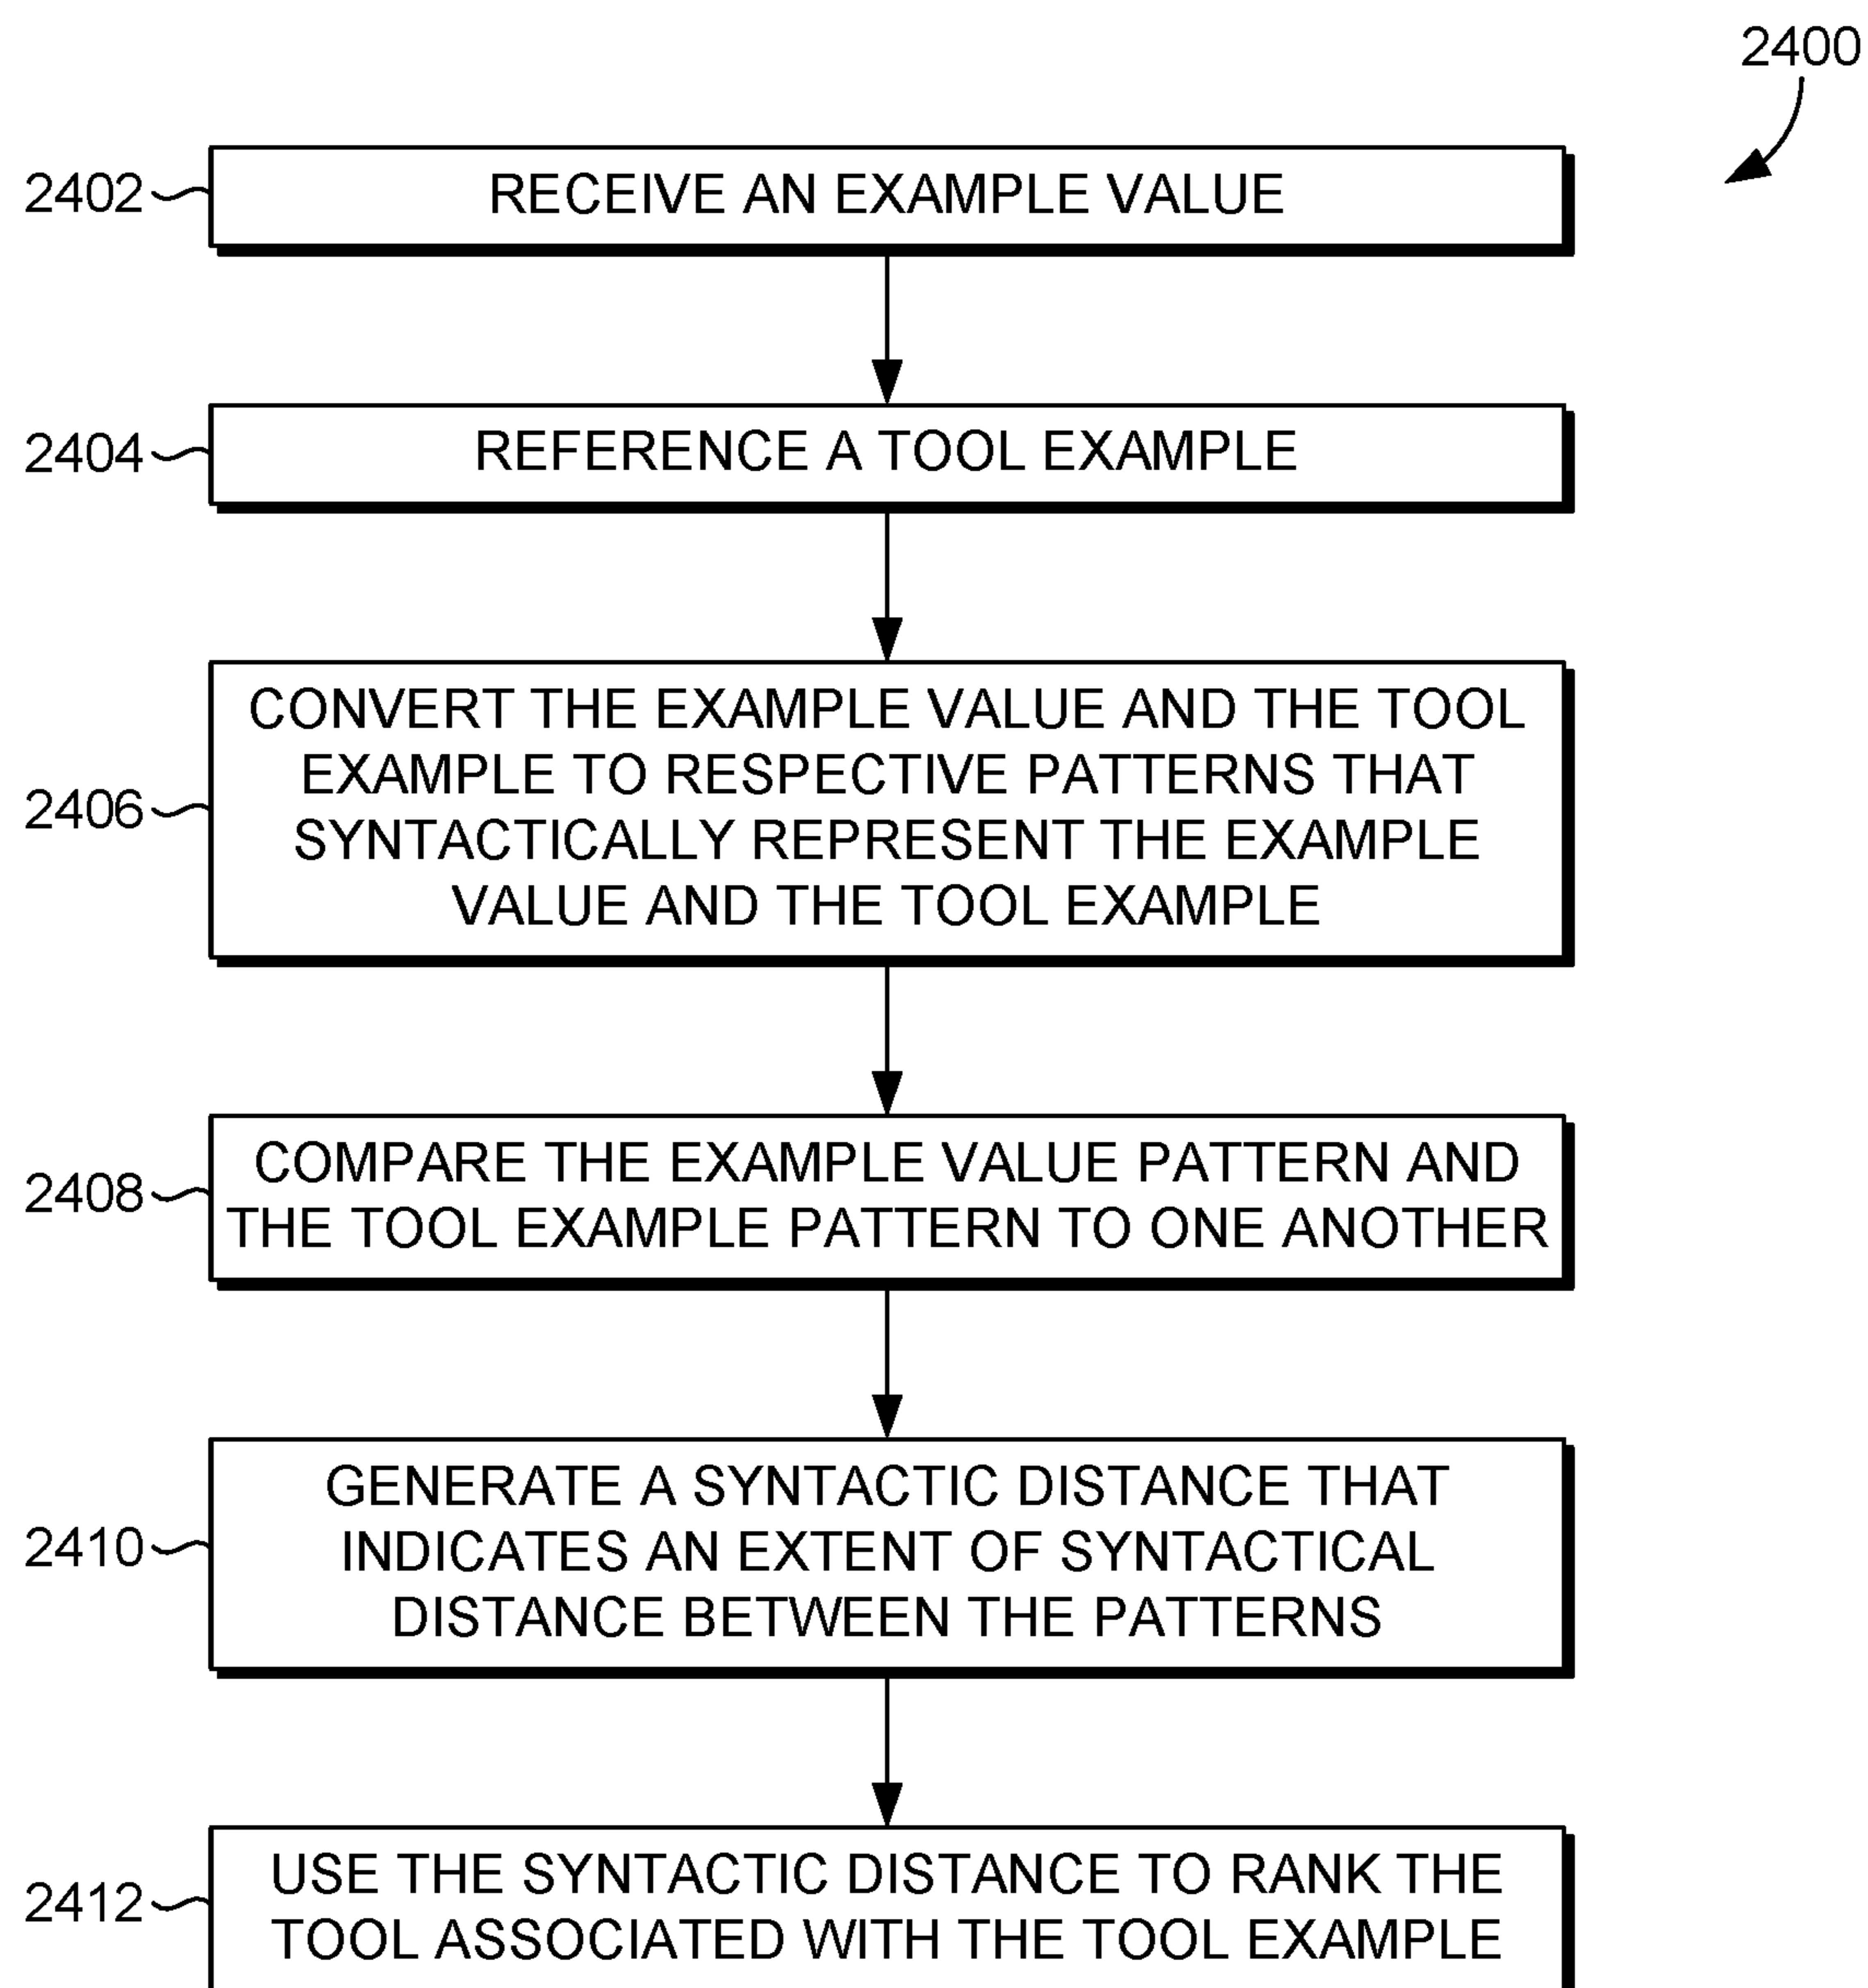 2400
2402
RECEIVE AN EXAMPLE VALUE
2404
REFERENCE A TOOL EXAMPLE
2406
CONVERT THE EXAMPLE VALUE AND THE TOOL
EXAMPLE TO RESPECTIVE PATTERNS THAT
SYNTACTICALLY REPRESENT THE EXAMPLE
VALUE AND THE TOOL EXAMPLE
2408
COMPARE THE EXAMPLE VALUE PATTERN AND
THE TOOL EXAMPLE PATTERN TO ONE ANOTHER
2410
GENERATE A SYNTACTIC DISTANCE THAT
INDICATES AN EXTENT OF SYNTACTICAL
DISTANCE BETWEEN THE PATTERNS
2412
USE THE SYNTACTIC DISTANCE TO RANK THE
TOOL ASSOCIATED WITH THE TOOL EXAMPLE